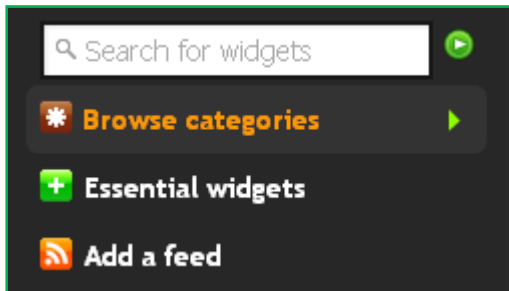 Search for widgets
Browse categories
Essential widgets
Add a feed